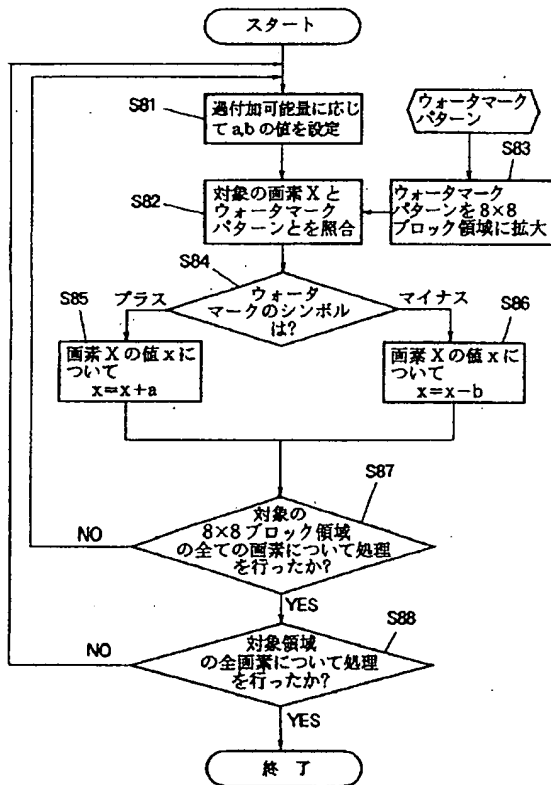 スタート
S81
過付加可能量に応じ
てa,bの値を設定
ウォータマーク
パターン
S83
S82
対象の画素Xと
ウォータマーク
パターンとを照合
ウォータマーク
パターンを8×8
ブロック領域に拡大
S84
ウォータ
マークのシンボル
は?
S85
プラス
マイナス
S86
画素Xの値xに
ついて
x=x+a
画素Xの値xに
ついて
x=x−b
S87
対象の
8×8ブロック領域
の全ての画素について処理
を行ったか?
NO
YES
S88
対象領域
の全画素について処理
を行ったか?
NO
YES
終了